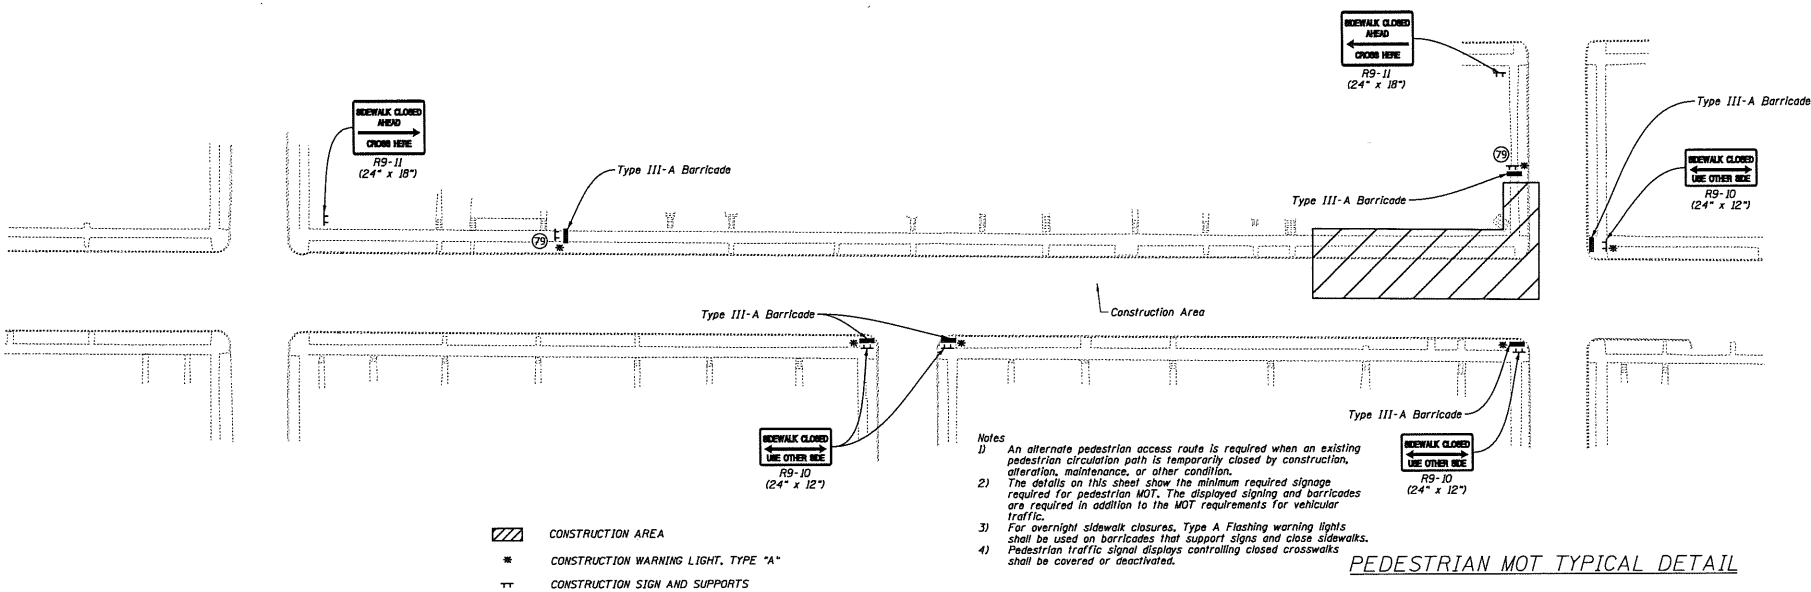 SIDEWALK CLOSED
AHEAD
CROSS HERE
R9-11
(24" x 18")
SIDEWALK CLOSED
AHEAD
CROSS HERE
R9-11
(24" x 18")
Type III-A Barricade
SIDEWALK CLOSED
USE OTHER SIDE
R9-10
(24" x 12")
Type III-A Barricade
79
79
Type III-A Barricade
Type III-A Barricade
Construction Area
Type III-A Barricade
SIDEWALK CLOSED
USE OTHER SIDE
R9-10
(24" x 12")
SIDEWALK CLOSED
USE OTHER SIDE
R9-10
(24" x 12")
Notes
1) An alternate pedestrian access route is required when an existing
pedestrian circulation path is temporarily closed by construction,
alteration, maintenance, or other condition.
2) The details on this sheet show the minimum required signage
required for pedestrian MOT. The displayed signing and barricades
are required in addition to the MOT requirements for vehicular
traffic.
3) For overnight sidewalk closures, Type A Flashing warning lights
shall be used on barricades that support signs and close sidewalks.
4) Pedestrian traffic signal displays controlling closed crosswalks
shall be covered or deactivated.
CONSTRUCTION AREA
CONSTRUCTION WARNING LIGHT, TYPE "A"
CONSTRUCTION SIGN AND SUPPORTS
PEDESTRIAN MOT TYPICAL DETAIL